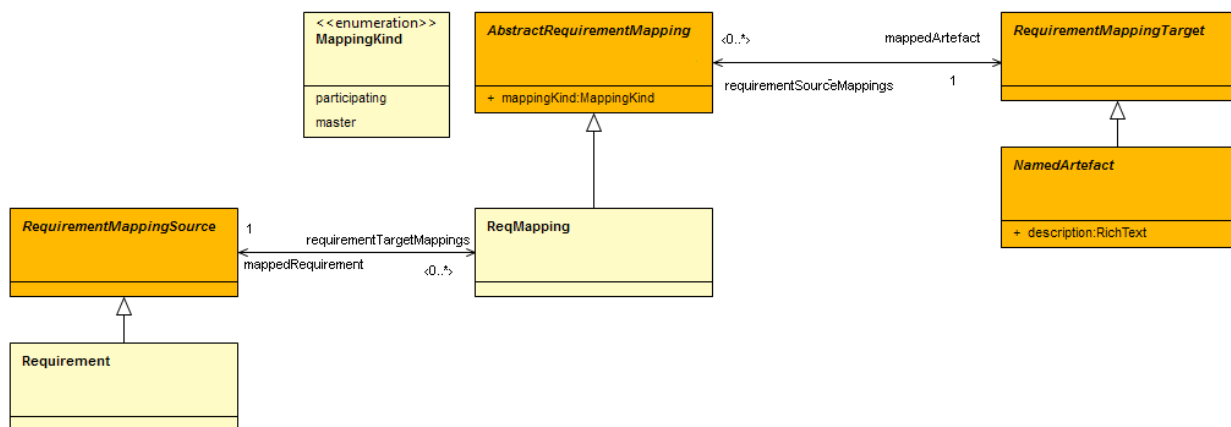 <<enumeration>>
MappingKind
participating
master
AbstractRequirementMapping
+ mappingKind:MappingKind
<0..*>
mappedArtefact
requirementSourceMappings
1
RequirementMappingTarget
NamedArtefact
+ description:RichText
RequirementMappingSource
1
requirementTargetMappings
mappedRequirement
<0..*>
ReqMapping
Requirement